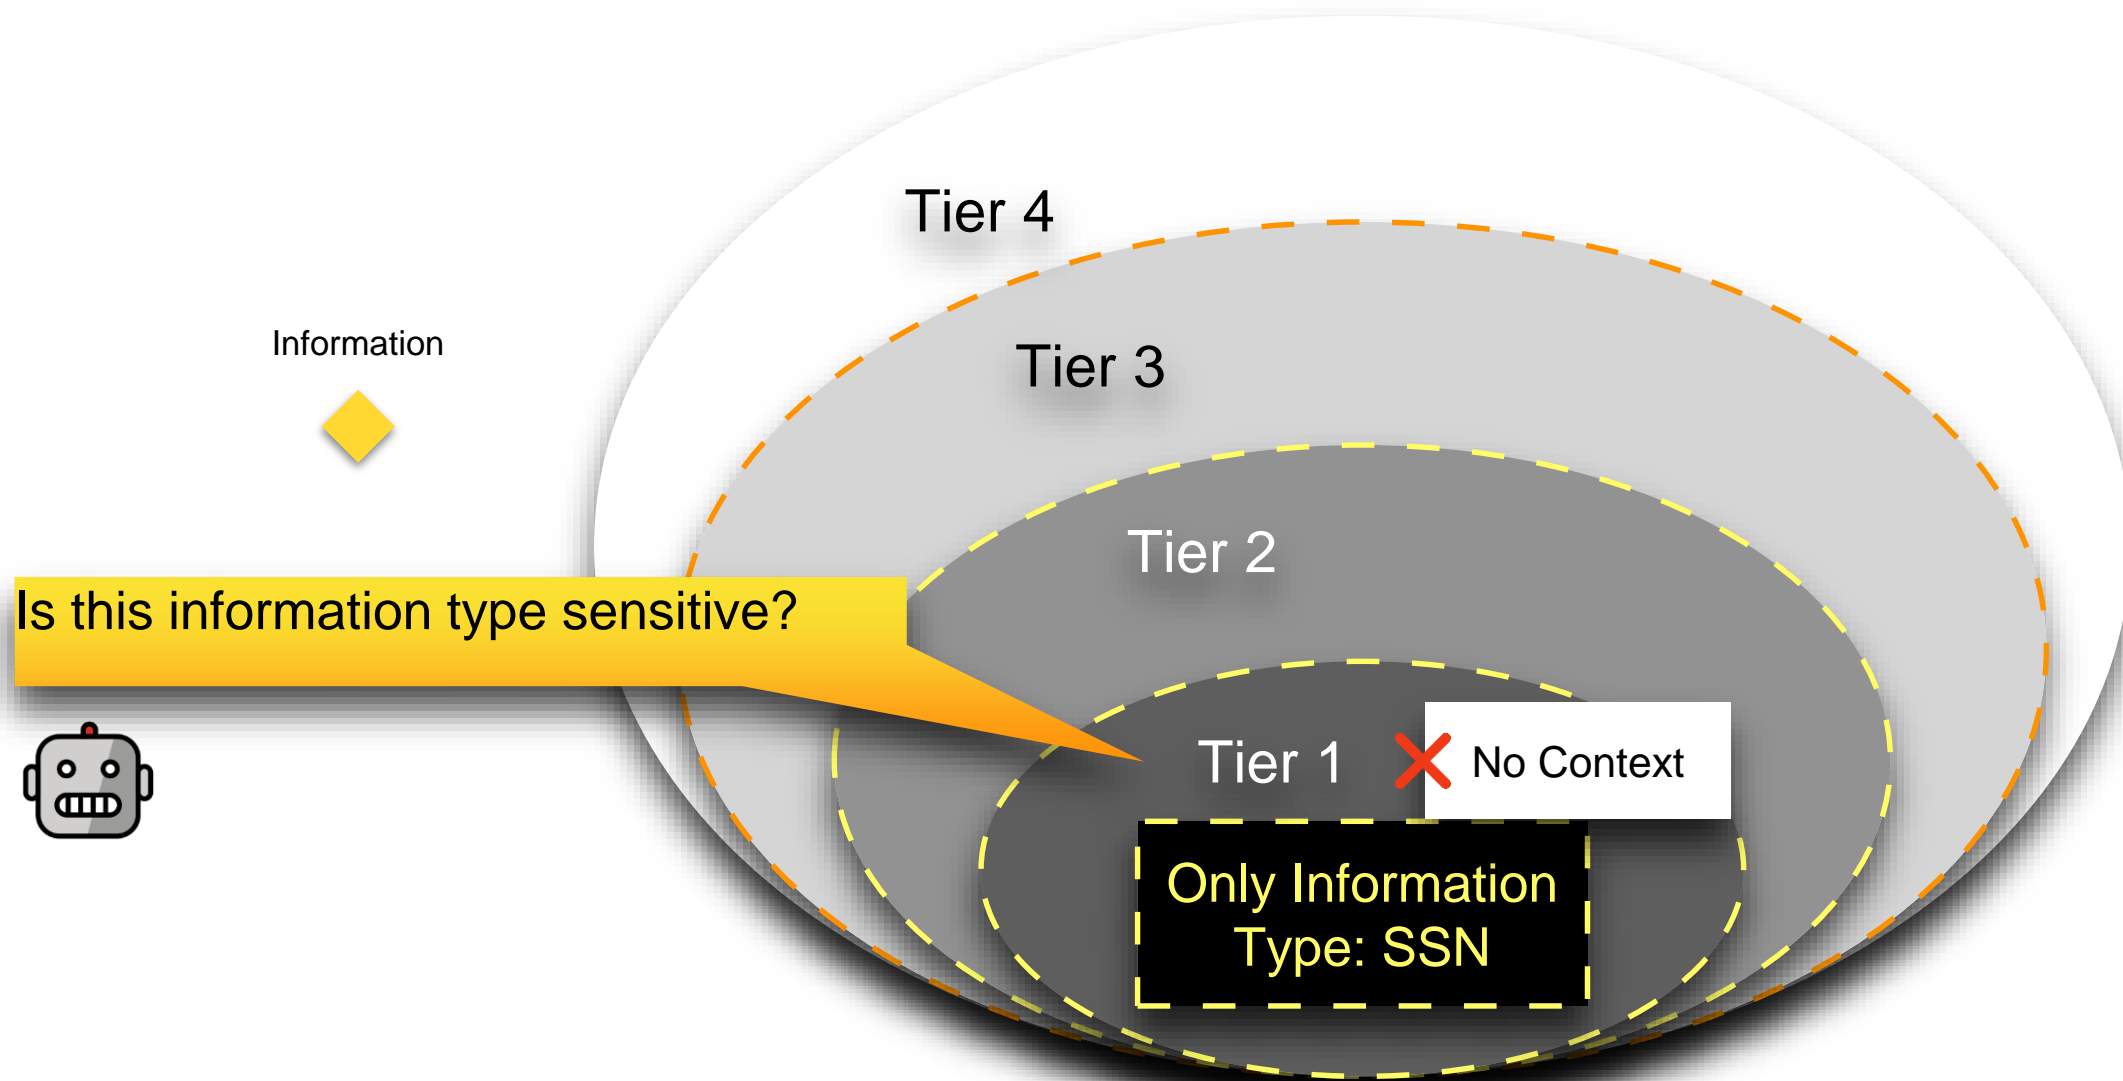 Tier 4
Information
Tier 3
Tier 2
Is this information type sensitive?
Tier 1
No Context
Only Information
Type: SSN